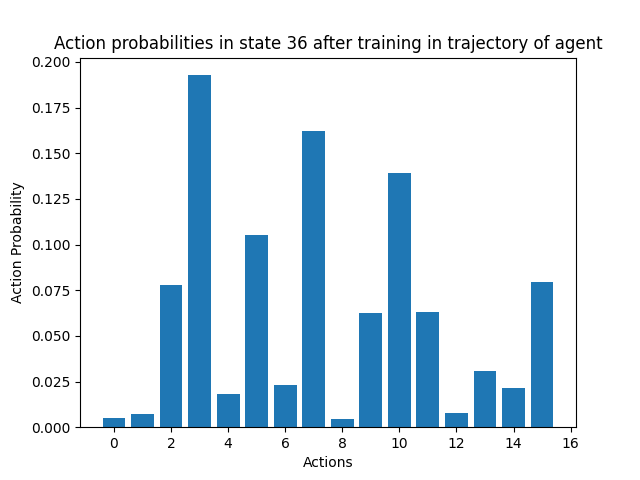 Action probabilities in state 36 after training in trajectory of agent
0.200
0.175
0.150
0.125
0.100
0.075
0.050
0.025
0.000
Action Probability
0 2 4 6 8 10 12 14 16
Actions